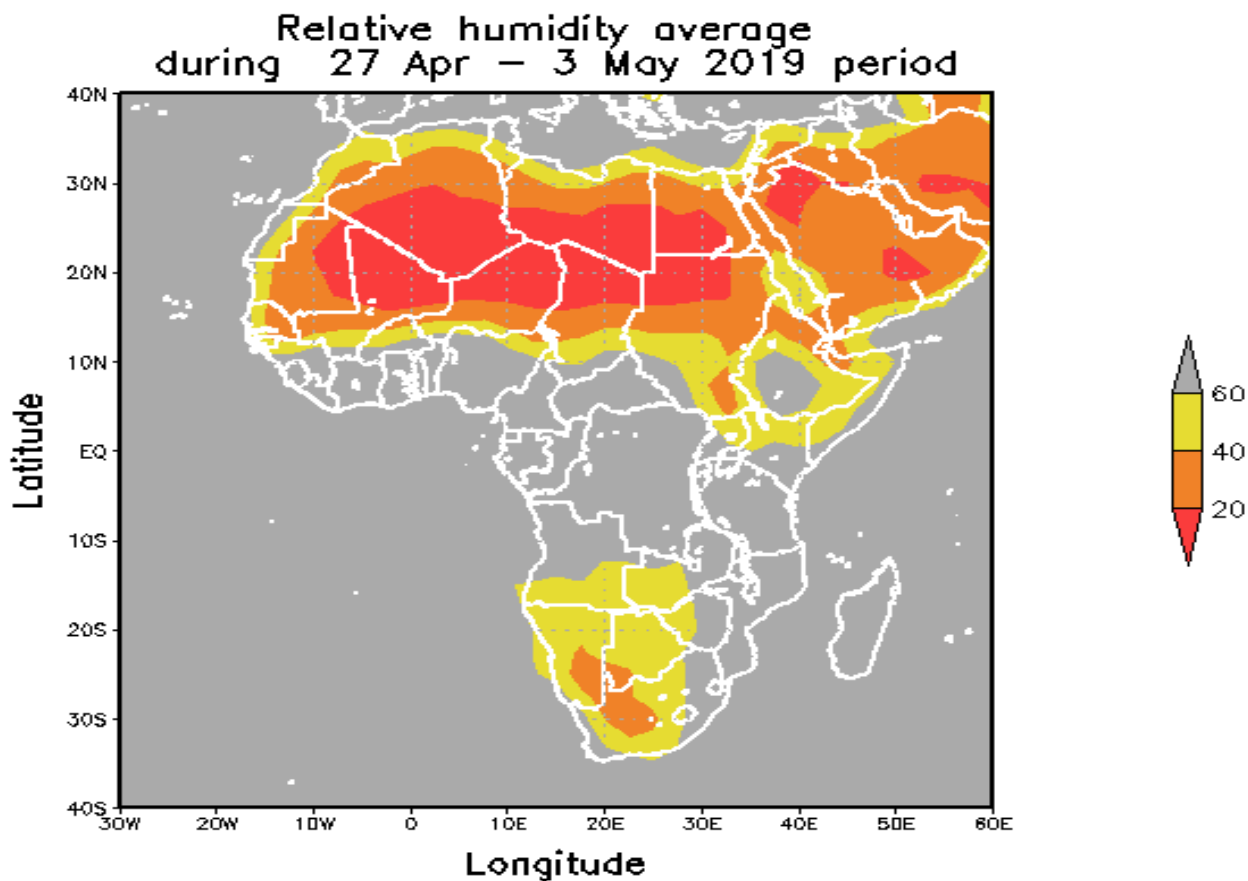 Relative humidity average
during 27 Apr – 3 May 2019 period
40N
30N
20N
10N
EQ
10S
20S
30S
40S
Latitude
30W 20W 10W 0 10E 20E 30E 40E 50E 60E
Longitude
60
40
20